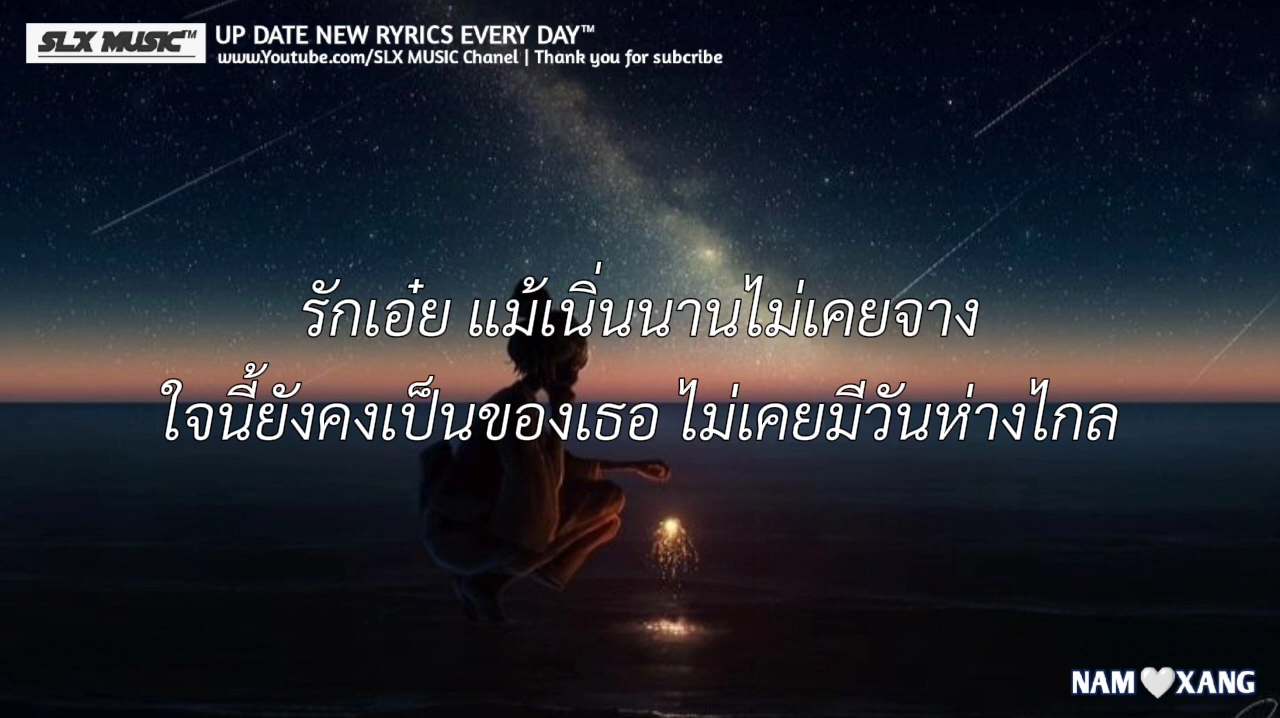 SLX MUSIC™
UP DATE NEW RYRICS EVERY DAY™
www.Youtube.com/SLX MUSIC Chanel | Thank you for subcribe
รักเอ๋ย แม้เนิ่นนานไม่เคยจาง
ใจนี้ยังคงเป็นของเธอ ไม่เคยมีวันห่างไกล
NAM🤍XANG